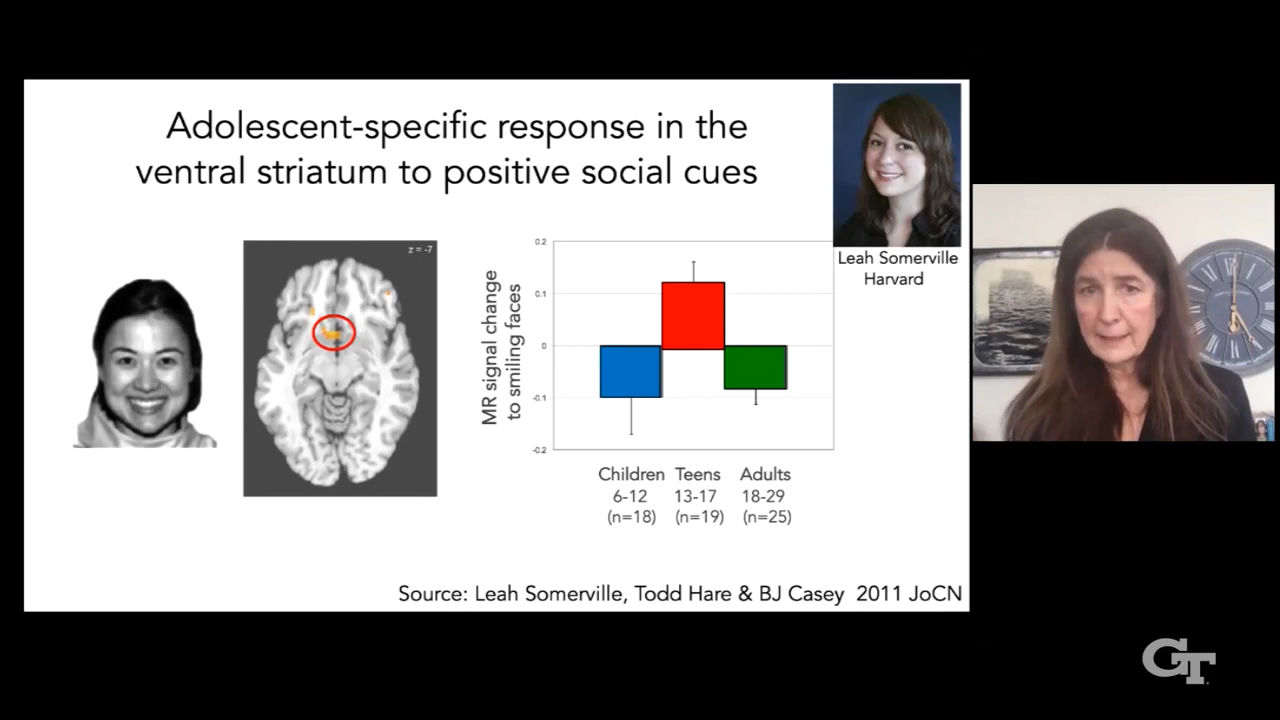 Adolescent-specific response in the
ventral striatum to positive social cues
Leah Somerville
Harvard
z = -7
MR signal change
to smiling faces
0.2
0.1
0
-0.1
-0.2
Children Teens Adults
6-12 13-17 18-29
(n=18) (n=19) (n=25)
Source: Leah Somerville, Todd Hare & BJ Casey 2011 JoCN
GT